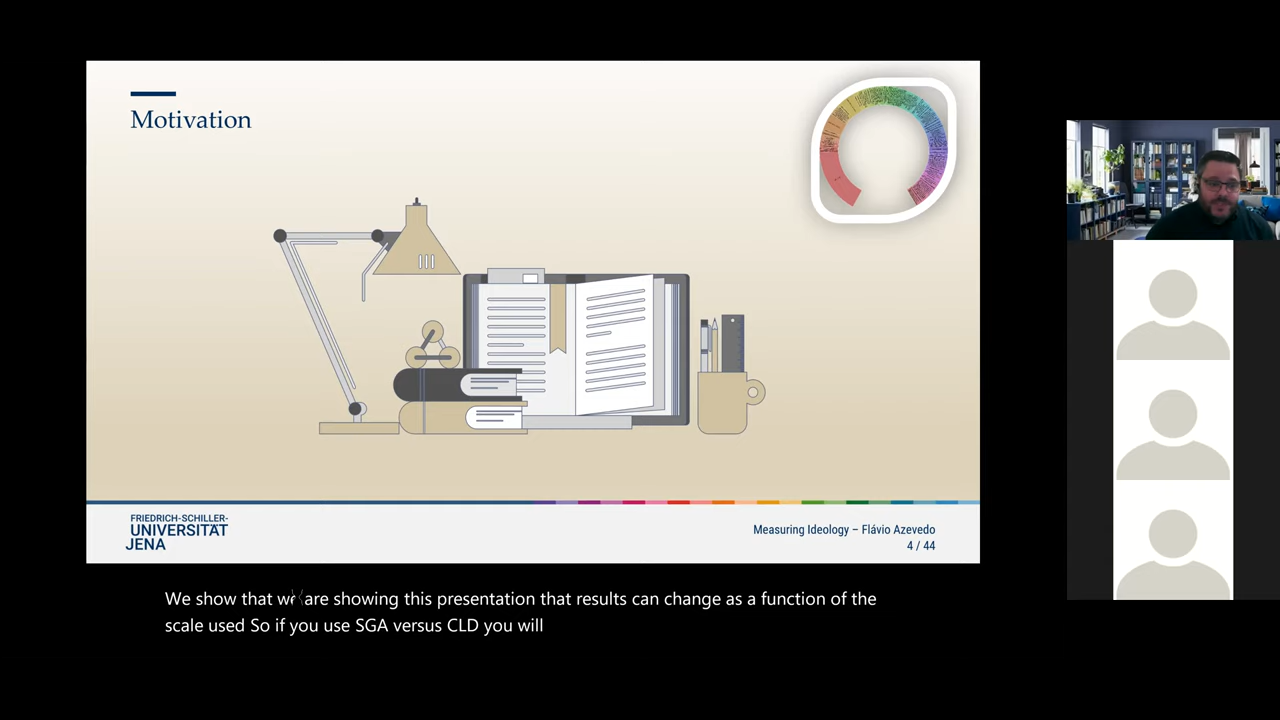 Motivation
FRIEDRICH-SCHILLER-
UNIVERSITÄT
JENA
Measuring Ideology – Flávio Azevedo
4 / 44
We show that we are showing this presentation that results can change as a function of the
scale used So if you use SGA versus CLD you will